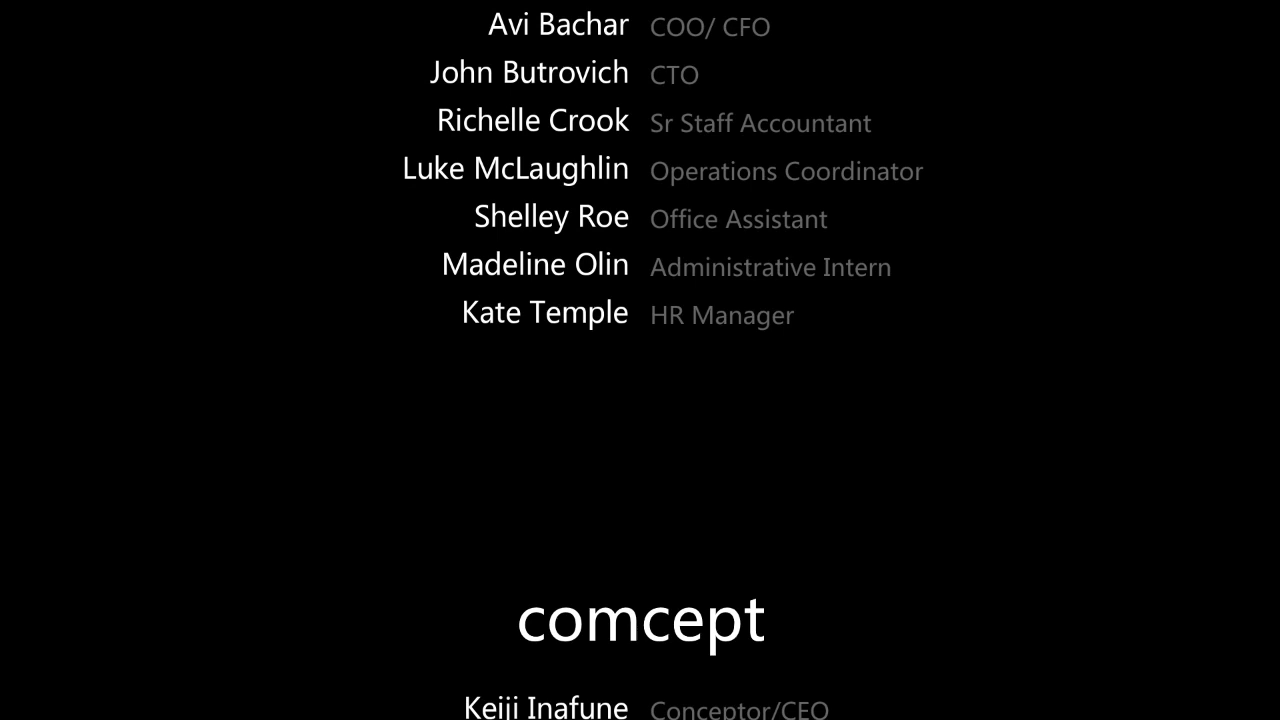 Avi Bachar COO/ CFO
John Butrovich CTO
Richelle Crook Sr Staff Accountant
Luke McLaughlin Operations Coordinator
Shelley Roe Office Assistant
Madeline Olin Administrative Intern
Kate Temple HR Manager
comcept
Keiji Inafune Conceptor/CEO